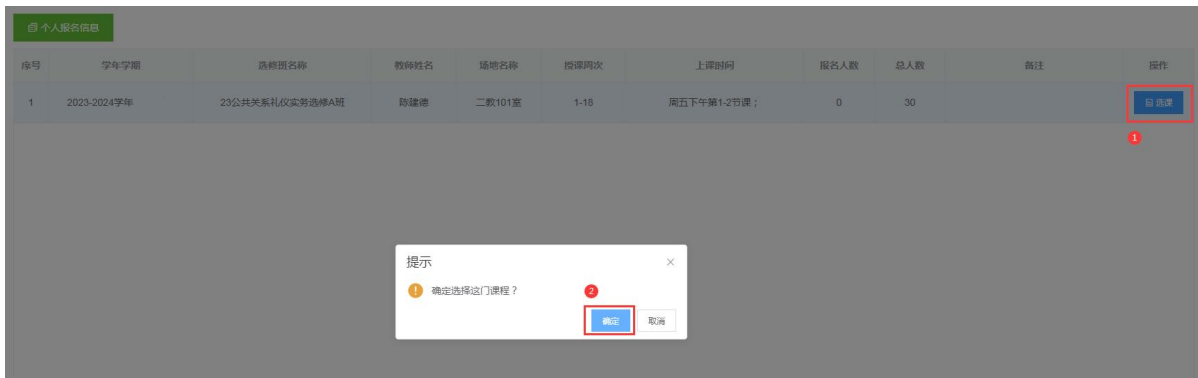 个人报名信息
序号 学年学期 选修班名称 教师姓名 场地名称 授课周次 上课时间 报名人数 总人数 备注 操作
1 2023-2024学年 23公共关系礼仪实务选修A班 陈建德 二教101室 1-18 周五下午第1-2节课； 0 30 选课
1
提示 ×
确定选择这门课程？
2
确定 取消